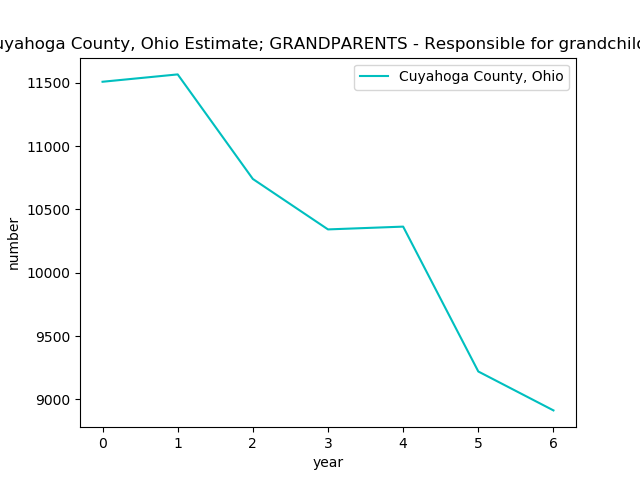 uyahoga County, Ohio Estimate; GRANDPARENTS - Responsible for grandchild
Cuyahoga County, Ohio
11500
11000
10500
10000
9500
9000
number
0 1 2 3 4 5 6
year